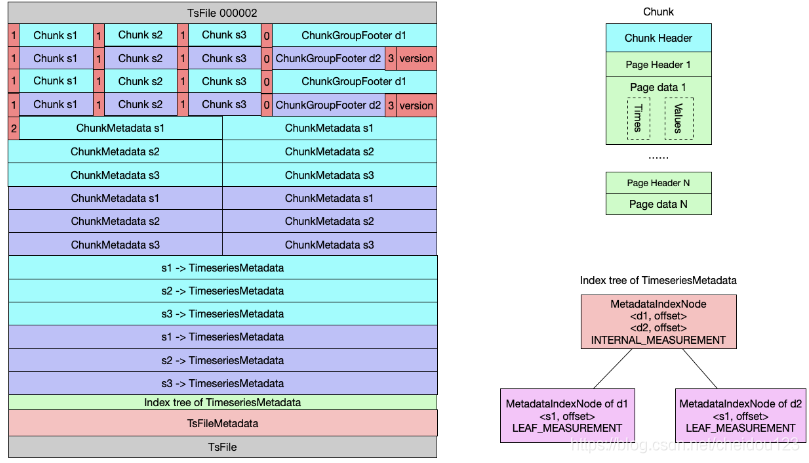 TsFile 000002
1 Chunk s1 1 Chunk s2 1 Chunk s3 0 ChunkGroupFooter d1
1 Chunk s1 1 Chunk s2 1 Chunk s3 0 ChunkGroupFooter d2 3 version
1 Chunk s1 1 Chunk s2 1 Chunk s3 0 ChunkGroupFooter d1
1 Chunk s1 1 Chunk s2 1 Chunk s3 0 ChunkGroupFooter d2 3 version
2 ChunkMetadata s1 ChunkMetadata s1
ChunkMetadata s2 ChunkMetadata s2
ChunkMetadata s3 ChunkMetadata s3
ChunkMetadata s1 ChunkMetadata s1
ChunkMetadata s2 ChunkMetadata s2
ChunkMetadata s3 ChunkMetadata s3
s1 -> TimeseriesMetadata
s2 -> TimeseriesMetadata
s3 -> TimeseriesMetadata
s1 -> TimeseriesMetadata
s2 -> TimeseriesMetadata
s3 -> TimeseriesMetadata
Index tree of TimeseriesMetadata
TsFileMetadata
TsFile
Chunk
Chunk Header
Page Header 1
Page data 1
Times Values
......
Page Header N
Page data N
Index tree of TimeseriesMetadata
MetadataIndexNode
<d1, offset>
<d2, offset>
INTERNAL_MEASUREMENT
MetadataIndexNode of d1
<s1, offset>
LEAF_MEASUREMENT
MetadataIndexNode of d2
<s1, offset>
LEAF_MEASUREMENT